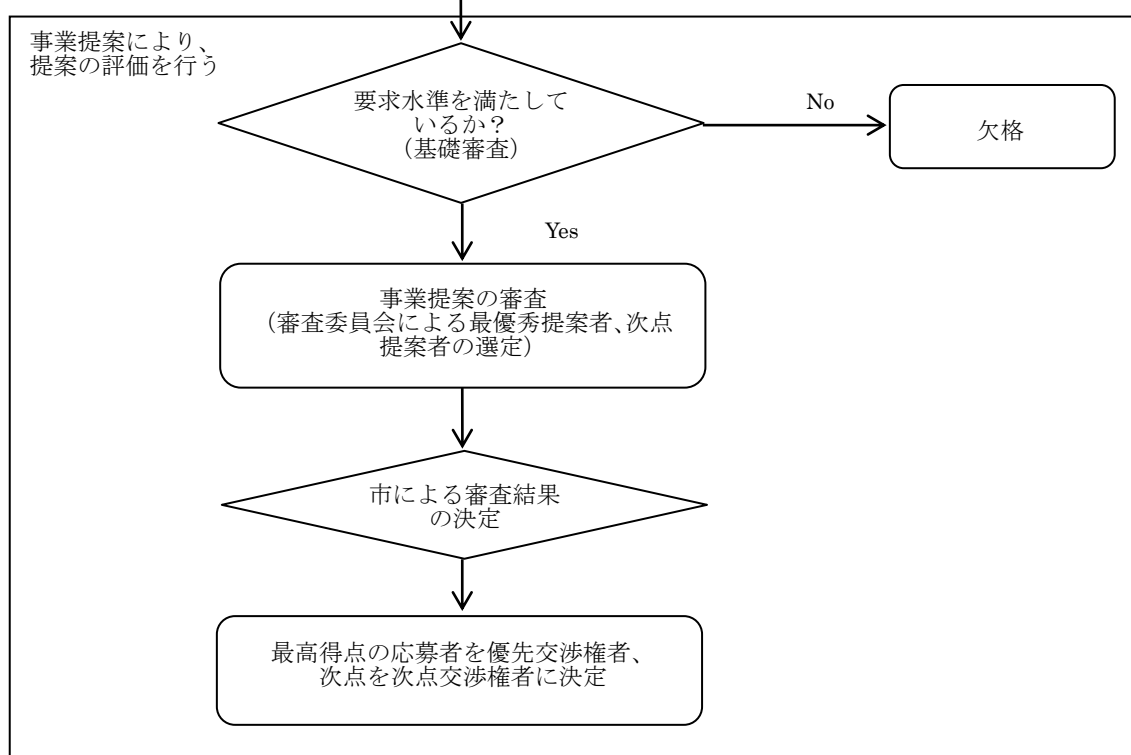 事業提案により、
提案の評価を行う
要求水準を満たして
いるか？
（基礎審査）
No
欠格
Yes
事業提案の審査
（審査委員会による最優秀提案者、次点
提案者の選定）
市による審査結果
の決定
最高得点の応募者を優先交渉権者、
次点を次点交渉権者に決定